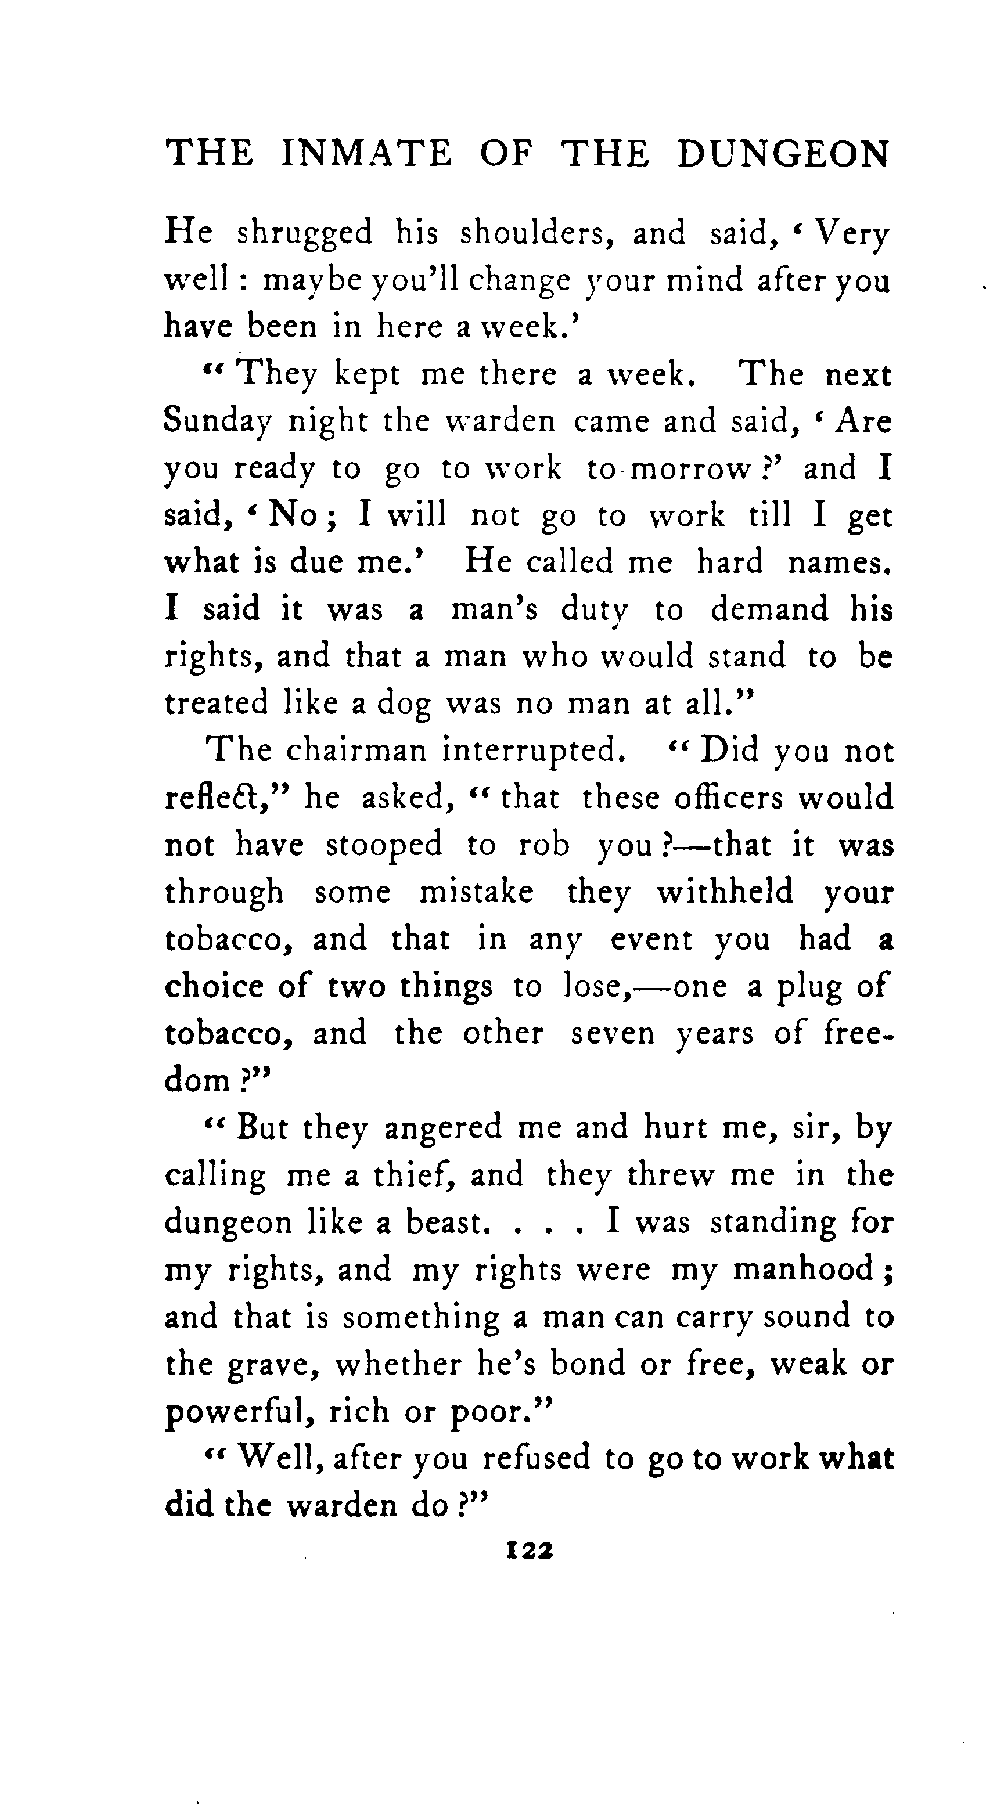 THE INMATE OF THE DUNGEON
He shrugged his shoulders, and said, ‘ Very
well : maybe you’ll change your mind after you
have been in here a week.’
“ They kept me there a week. The next
Sunday night the warden came and said, ‘ Are
you ready to go to work to-morrow ?’ and I
said, ‘ No ; I will not go to work till I get
what is due me.’ He called me hard names.
I said it was a man’s duty to demand his
rights, and that a man who would stand to be
treated like a dog was no man at all.”
The chairman interrupted. “ Did you not
reflect,” he asked, “ that these officers would
not have stooped to rob you ?—that it was
through some mistake they withheld your
tobacco, and that in any event you had a
choice of two things to lose,—one a plug of
tobacco, and the other seven years of free-
dom ?”
“ But they angered me and hurt me, sir, by
calling me a thief, and they threw me in the
dungeon like a beast. . . . I was standing for
my rights, and my rights were my manhood ;
and that is something a man can carry sound to
the grave, whether he’s bond or free, weak or
powerful, rich or poor.”
“ Well, after you refused to go to work what
did the warden do ?”
122